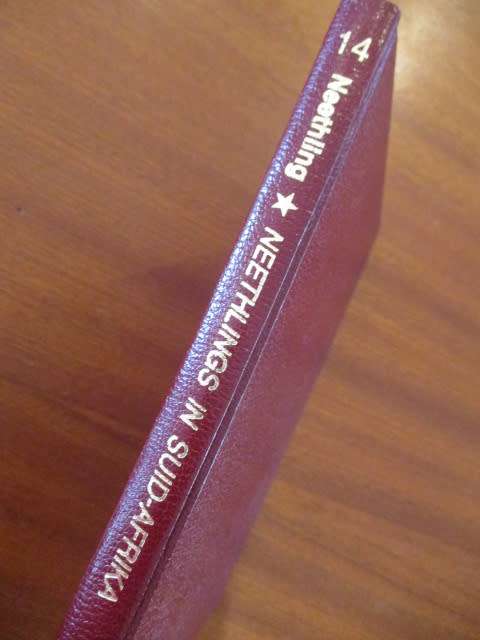 14 Neethling ★ NEETHLINGS IN SUID-AFRIKA